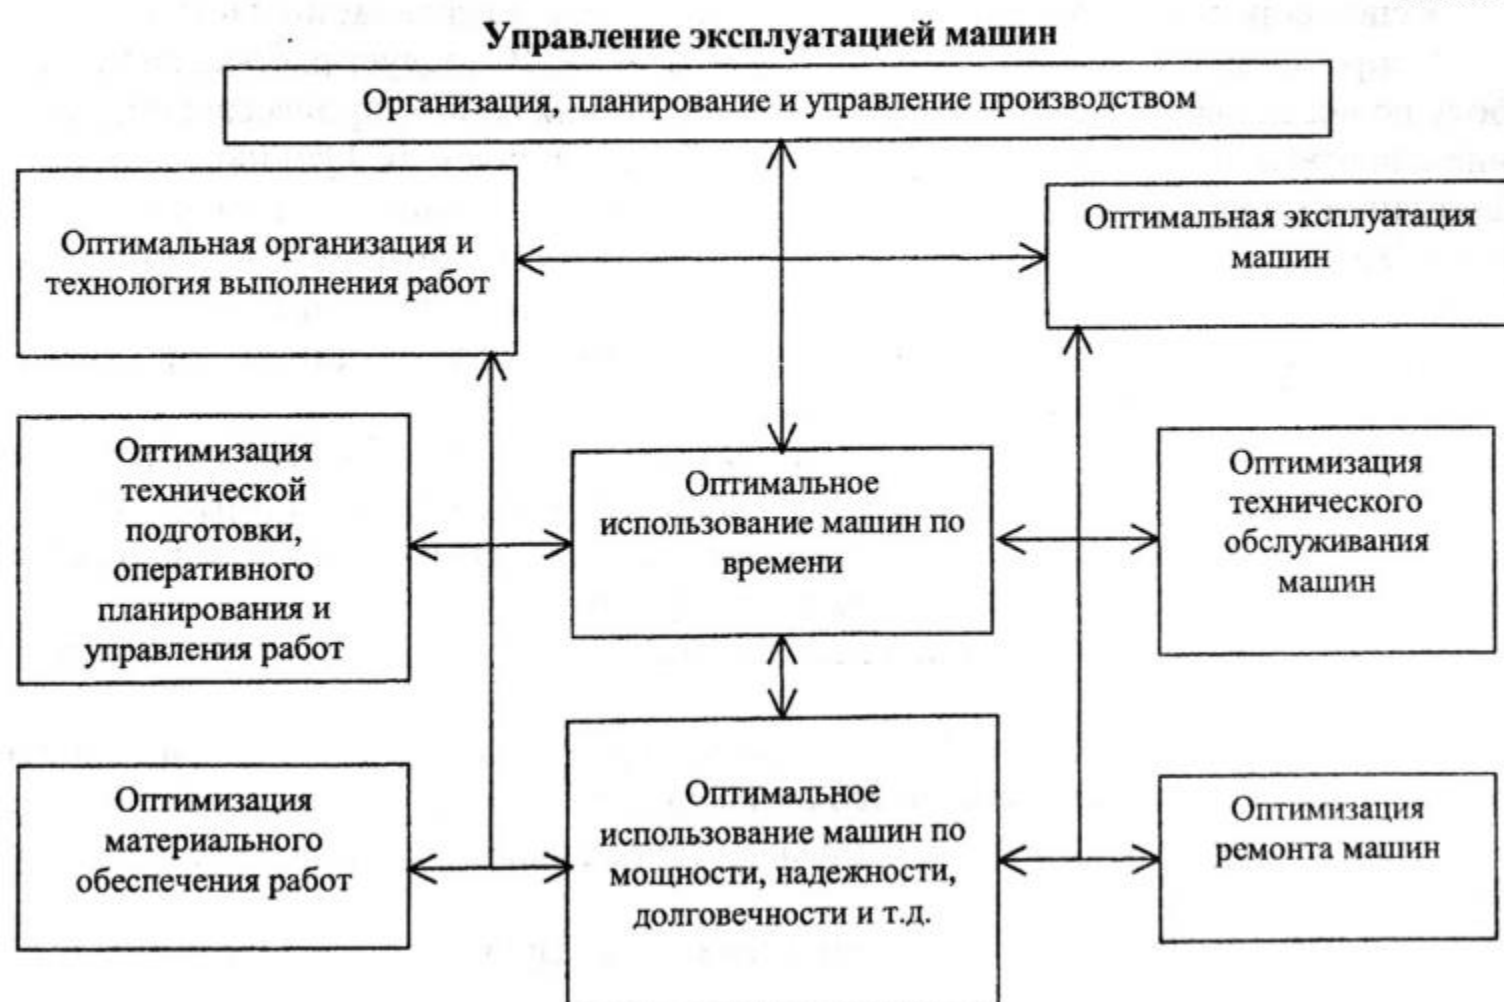 Управление эксплуатацией машин
Организация, планирование и управление производством
Оптимальная организация и
технология выполнения работ
Оптимальная эксплуатация
машин
Оптимизация
технической
подготовки,
оперативного
планирования и
управления работ
Оптимальное
использование машин по
времени
Оптимизация
технического
обслуживания
машин
Оптимизация
материального
обеспечения работ
Оптимальное
использование машин по
мощности, надежности,
долговечности и т.д.
Оптимизация
ремонта машин